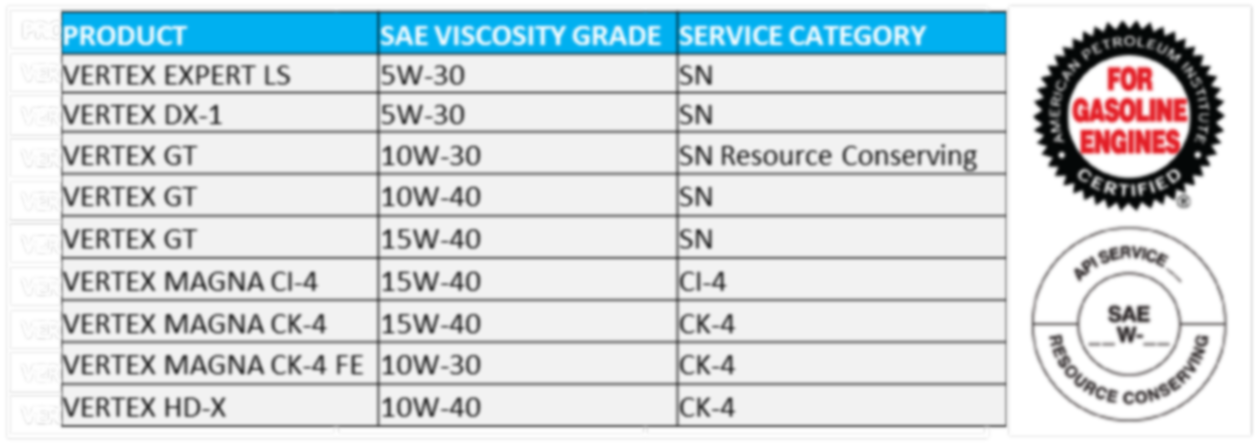 PRODUCT SAE VISCOSITY GRADE SERVICE CATEGORY
VERTEX EXPERT LS 5W-30 SN
VERTEX DX-1 5W-30 SN
VERTEX GT 10W-30 SN Resource Conserving
VERTEX GT 10W-40 SN
VERTEX GT 15W-40 SN
VERTEX MAGNA CI-4 15W-40 CI-4
VERTEX MAGNA CK-4 15W-40 CK-4
VERTEX MAGNA CK-4 FE 10W-30 CK-4
VERTEX HD-X 10W-40 CK-4
AMERICAN PETROLEUM INSTITUTE
FOR
GASOLINE
ENGINES
CERTIFIED
®
API SERVICE__
SAE
__W-__
RESOURCE CONSERVING